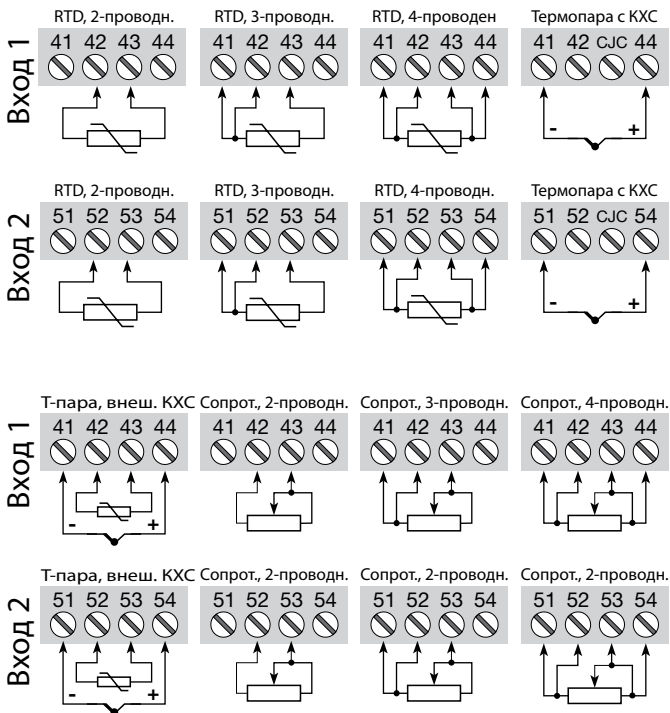 RTD, 2-проводн. RTD, 3-проводн. RTD, 4-проводен Термопара с КХС
Вход 1
41 42 43 44 41 42 43 44 41 42 43 44 41 42 CJC 44
- +
RTD, 2-проводн. RTD, 3-проводн. RTD, 4-проводн. Термопара с КХС
Вход 2
51 52 53 54 51 52 53 54 51 52 53 54 51 52 CJC 54
- +
Т-пара, внеш. КХС Сопрот., 2-проводн. Сопрот., 3-проводн. Сопрот., 4-проводн.
Вход 1
41 42 43 44 41 42 43 44 41 42 43 44 41 42 43 44
- +
Т-пара, внеш. КХС Сопрот., 2-проводн. Сопрот., 2-проводн. Сопрот., 2-проводн.
Вход 2
51 52 53 54 51 52 53 54 51 52 53 54 51 52 53 54
- +